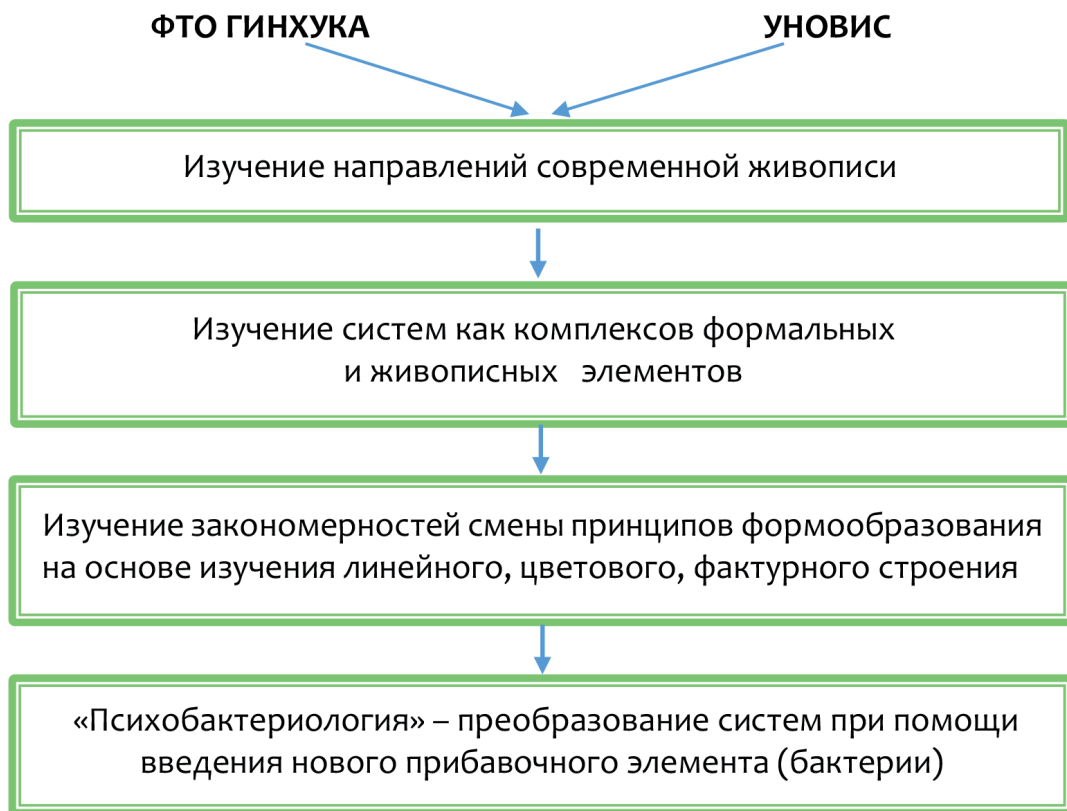 ФТО ГИНХУКА
УНОВИС
Изучение направлений современной живописи
Изучение систем как комплексов формальных
и живописных элементов
Изучение закономерностей смены принципов формообразования
на основе изучения линейного, цветового, фактурного строения
«Психобактериология» – преобразование систем при помощи
введения нового прибавочного элемента (бактерии)